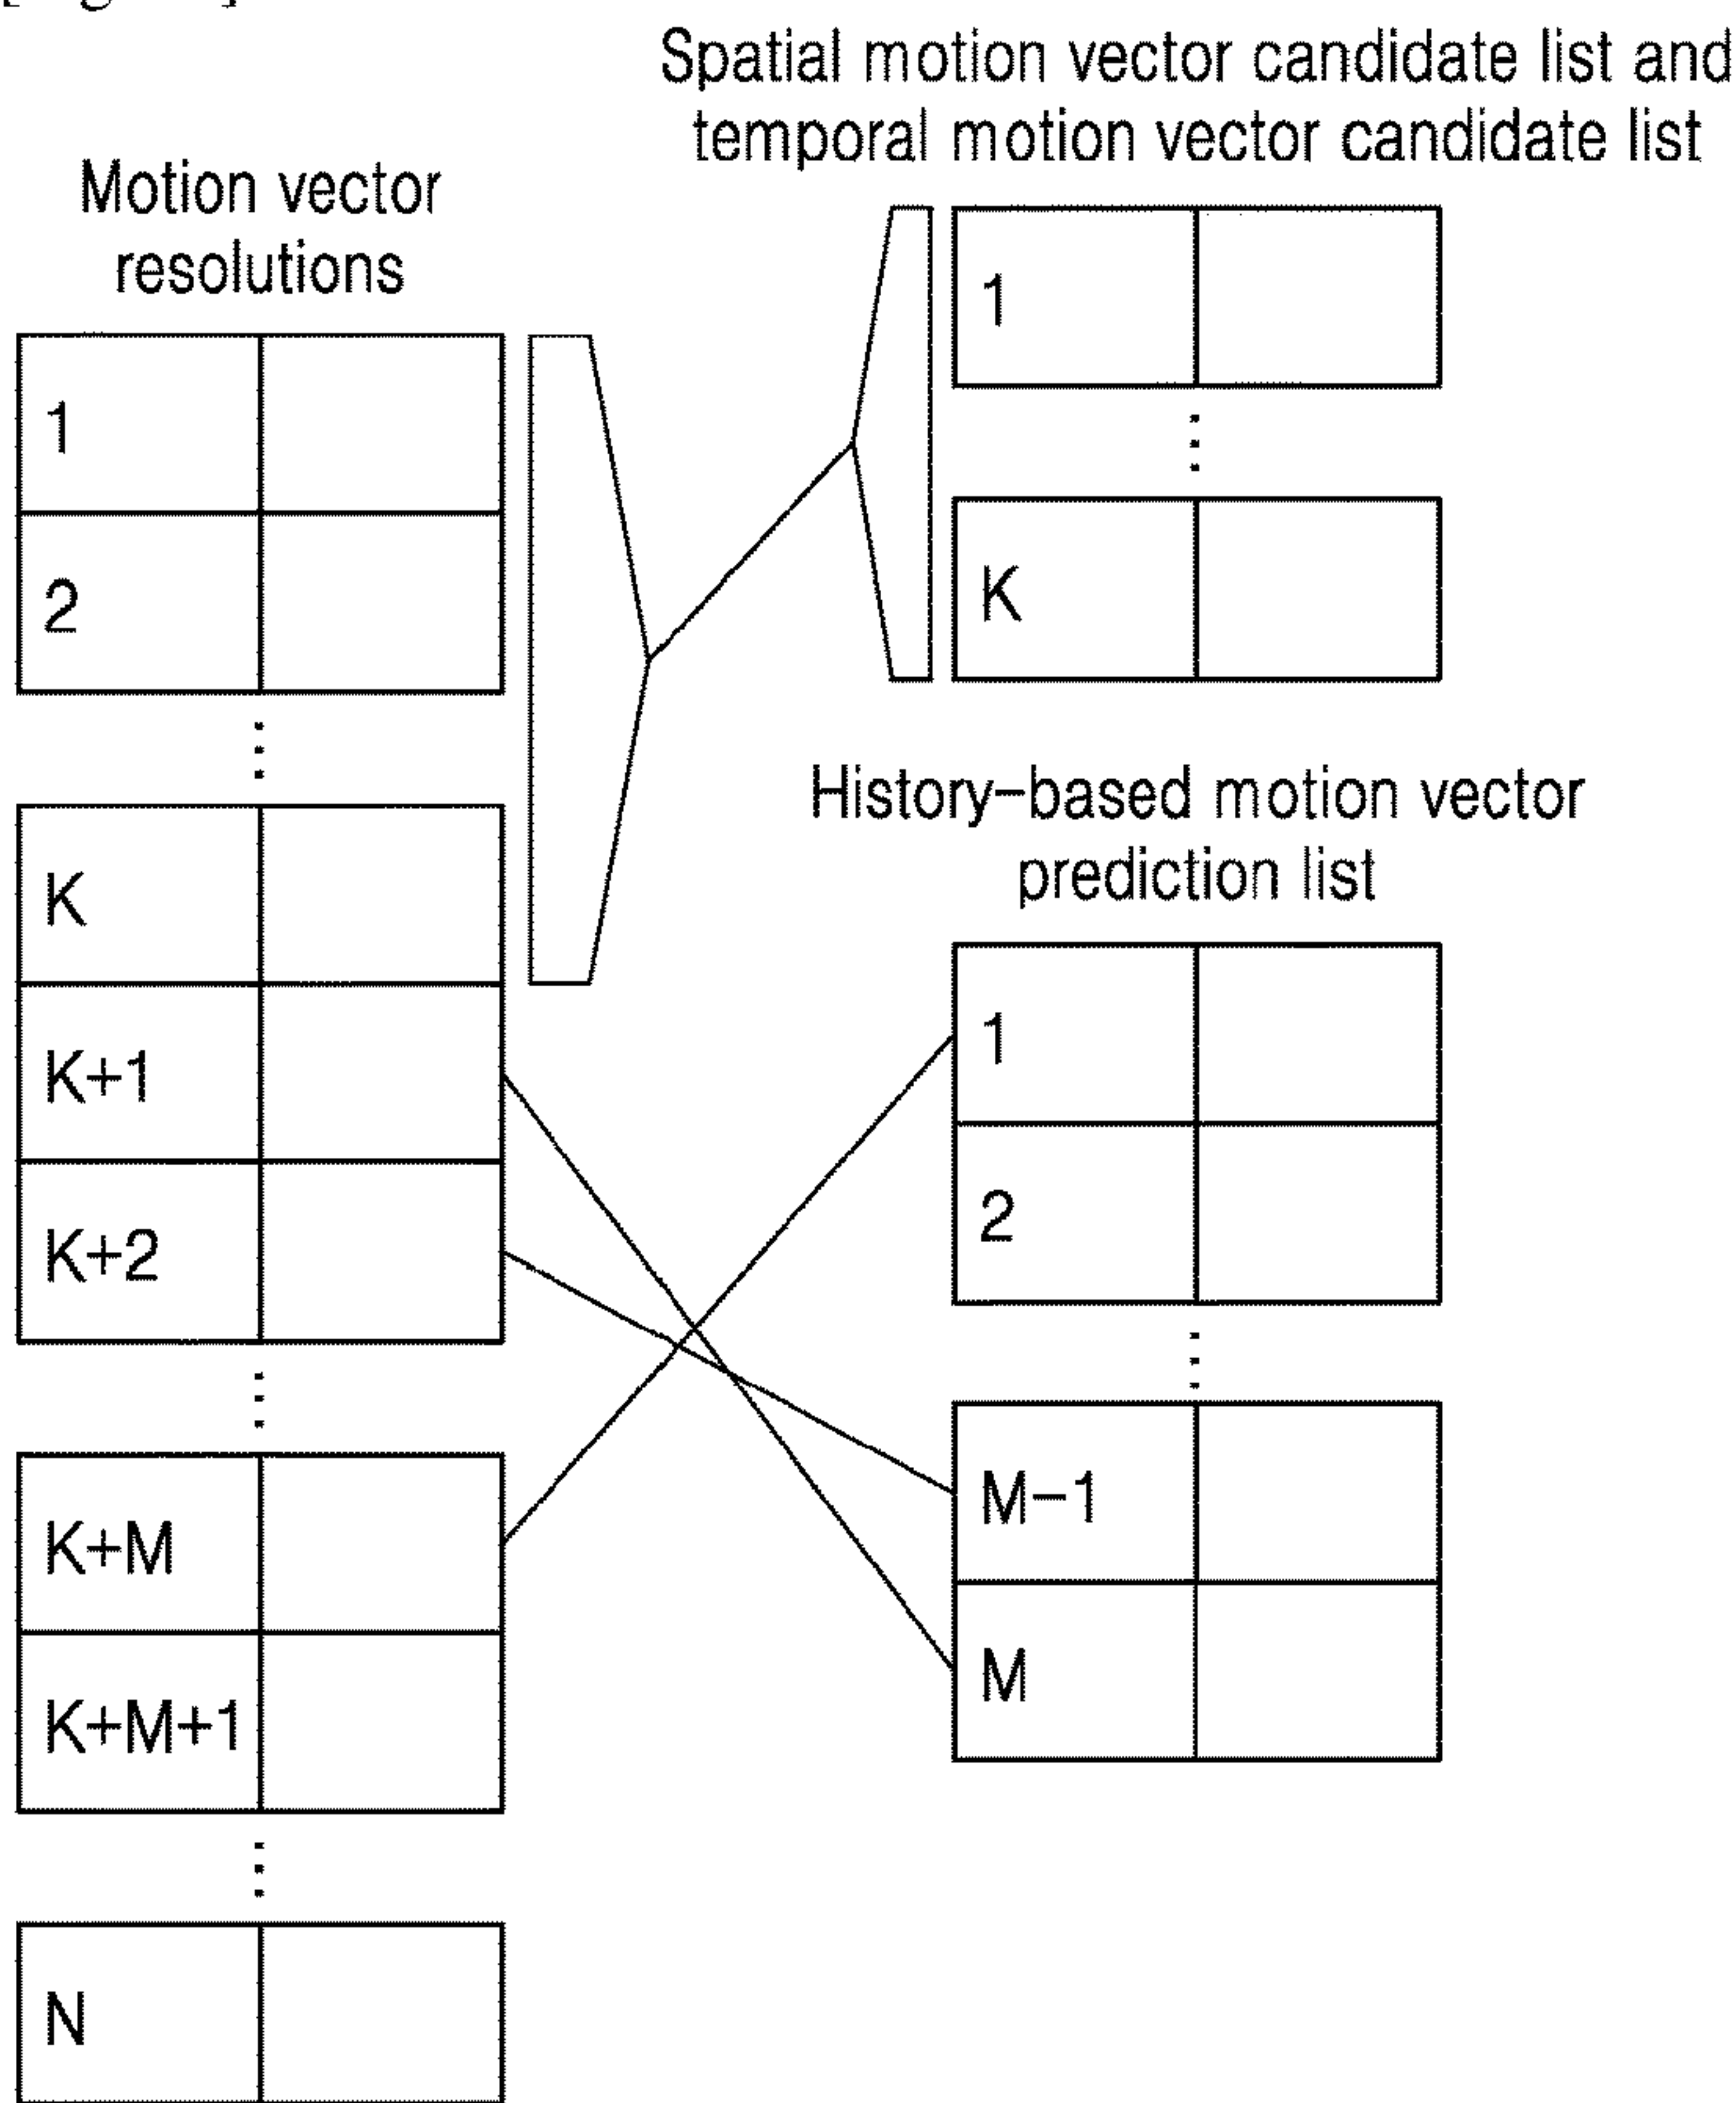 Spatial motion vector candidate list and
temporal motion vector candidate list
Motion vector
resolutions
1
2
K
K+1
K+2
K+M
K+M+1
N
1
K
History-based motion vector
prediction list
1
2
M-1
M